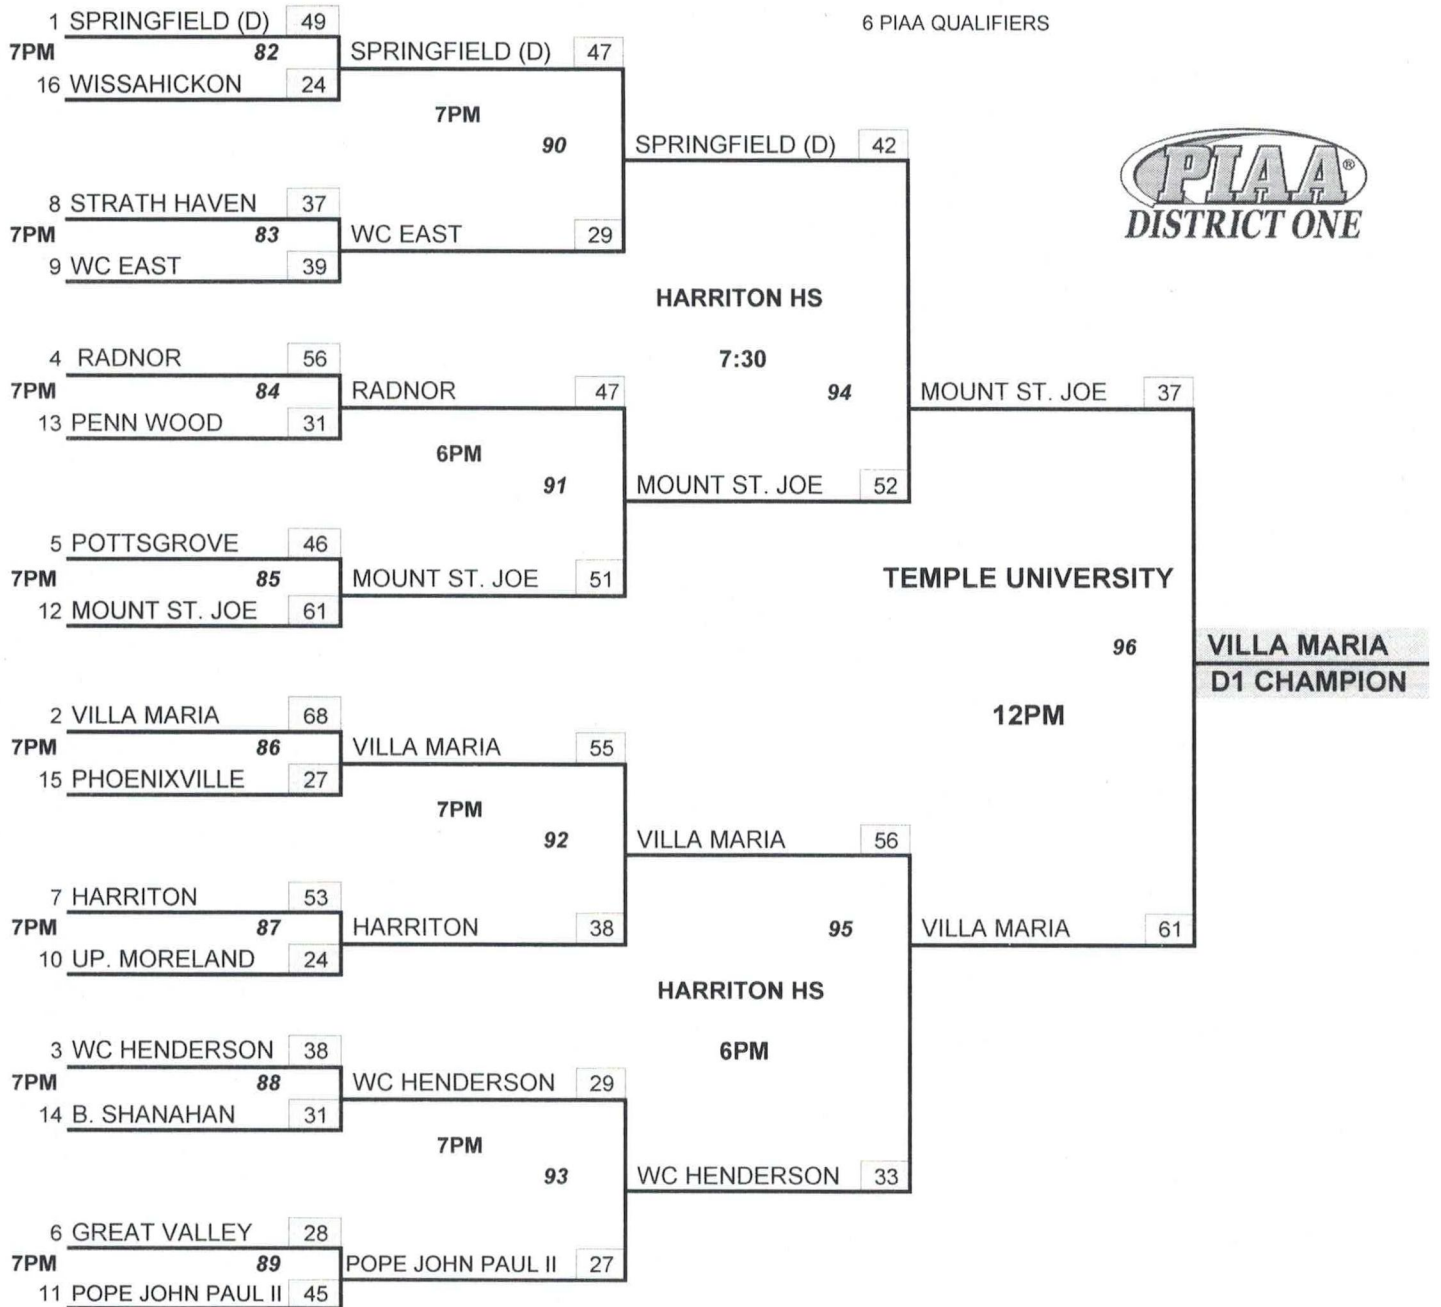 6 PIAA QUALIFIERS
PIAA®
DISTRICT ONE
1 SPRINGFIELD (D) 49
7PM 82
16 WISSAHICKON 24
SPRINGFIELD (D) 47
7PM
90
8 STRATH HAVEN 37
7PM 83
9 WC EAST 39
WC EAST 29
SPRINGFIELD (D) 42
HARRITON HS
7:30
94
4 RADNOR 56
7PM 84
13 PENN WOOD 31
RADNOR 47
6PM
91
5 POTTSGROVE 46
7PM 85
12 MOUNT ST. JOE 61
MOUNT ST. JOE 51
MOUNT ST. JOE 52
MOUNT ST. JOE 37
TEMPLE UNIVERSITY
96
12PM
VILLA MARIA
D1 CHAMPION
2 VILLA MARIA 68
7PM 86
15 PHOENIXVILLE 27
VILLA MARIA 55
7PM
92
7 HARRITON 53
7PM 87
10 UP. MORELAND 24
HARRITON 38
VILLA MARIA 56
95
HARRITON HS
6PM
VILLA MARIA 61
3 WC HENDERSON 38
7PM 88
14 B. SHANAHAN 31
WC HENDERSON 29
7PM
93
WC HENDERSON 33
6 GREAT VALLEY 28
7PM 89
11 POPE JOHN PAUL II 45
POPE JOHN PAUL II 27